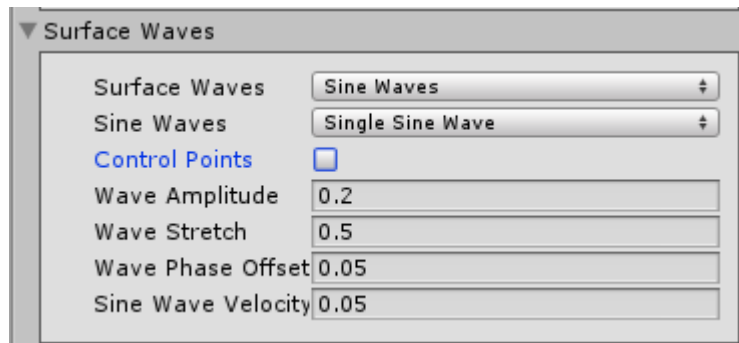 Surface Waves
Surface Waves Sine Waves
Sine Waves Single Sine Wave
Control Points
Wave Amplitude 0.2
Wave Stretch 0.5
Wave Phase Offset 0.05
Sine Wave Velocity 0.05